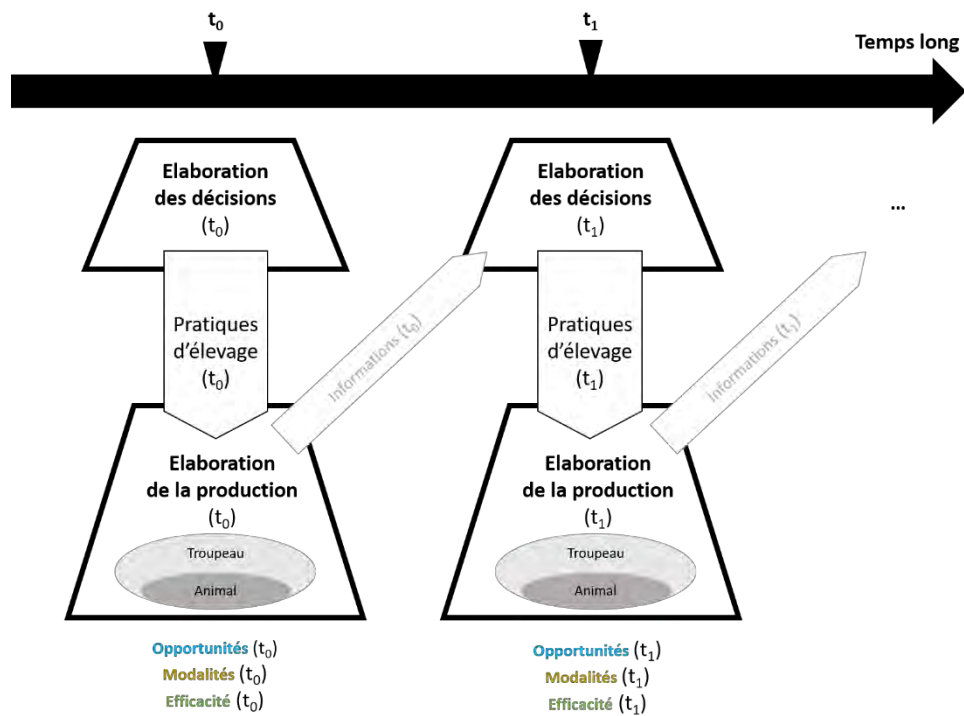 t₀
t₁
Temps long
Elaboration
des décisions
(t₀)
Elaboration
des décisions
(t₁)
...
Pratiques
d'élevage
(t₀)
Informations (t₀)
Pratiques
d'élevage
(t₁)
Informations (t₁)
Elaboration
de la production
(t₀)
Troupeau
Animal
Elaboration
de la production
(t₁)
Troupeau
Animal
Opportunités (t₀)
Modalités (t₀)
Efficacité (t₀)
Opportunités (t₁)
Modalités (t₁)
Efficacité (t₁)